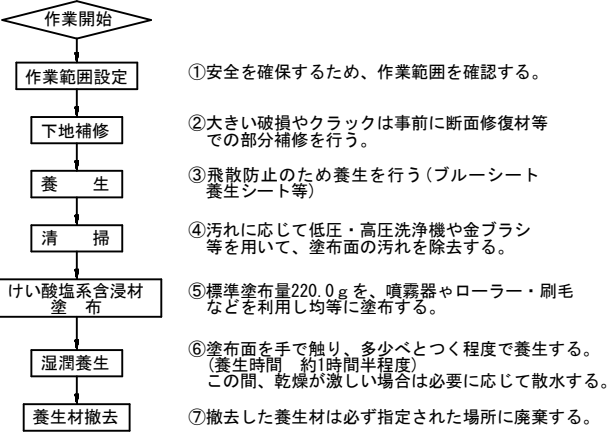 作業開始
作業範囲設定
①安全を確保するため、作業範囲を確認する。
下地補修
②大きい破損やクラックは事前に断面修復材等
での部分補修を行う。
養　生
③飛散防止のため養生を行う(ブルーシート
養生シート等)
清　掃
④汚れに応じて低圧・高圧洗浄機や金ブラシ
等を用いて、塗布面の汚れを除去する。
けい酸塩系含浸材
塗　布
⑤標準塗布量220.0gを、噴霧器やローラー・刷毛
などを利用し均等に塗布する。
湿潤養生
⑥塗布面を手で触り、多少べとつく程度で養生する。
(養生時間　約1時間半程度)
この間、乾燥が激しい場合は必要に応じて散水する。
養生材撤去
⑦撤去した養生材は必ず指定された場所に廃棄する。